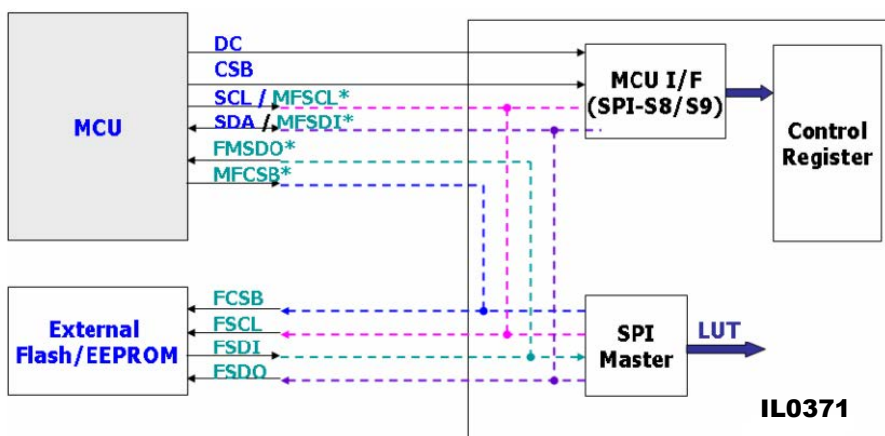 MCU
DC
CSB
SCL / MFSCL*
SDA / MFSDI*
FMSDO*
MFCSB*
MCU I/F
(SPI-S8/S9)
Control
Register
External
Flash/EEPROM
FCSB
FSCL
FSDI
FSDO
SPI
Master
LUT
IL0371